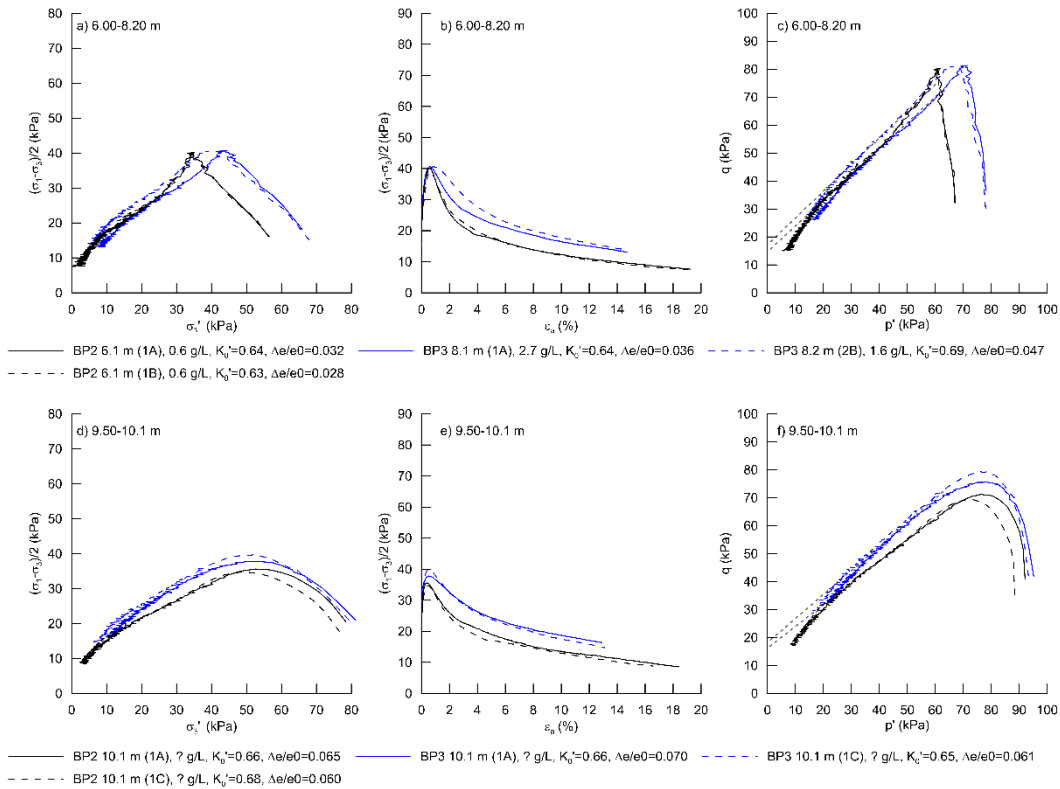 a) 6.00-8.20 m
80
70
60
50
40
30
20
10
0
(σ1-σ3)/2 (kPa)
0 10 20 30 40 50 60 70 80
σ3' (kPa)
b) 6.00-8.20 m
90
80
70
60
50
40
30
20
10
0
(σ1-σ3)/2 (kPa)
0 2 4 6 8 10 12 14 16 18 20
εa (%)
c) 6.00-8.20 m
100
90
80
70
60
50
40
30
20
10
0
q (kPa)
0 10 20 30 40 50 60 70 80 90 100
p' (kPa)
BP2 6.1 m (1A), 0.6 g/L, K0'=0.64, Δe/e0=0.032
BP3 8.1 m (1A), 2.7 g/L, K0'=0.64, Δe/e0=0.036
BP3 8.2 m (2B), 1.6 g/L, K0'=0.69, Δe/e0=0.047
BP2 6.1 m (1B), 0.6 g/L, K0'=0.63, Δe/e0=0.028
d) 9.50-10.1 m
80
70
60
50
40
30
20
10
0
(σ1-σ3)/2 (kPa)
0 10 20 30 40 50 60 70 80
σ3' (kPa)
e) 9.50-10.1 m
90
80
70
60
50
40
30
20
10
0
(σ1-σ3)/2 (kPa)
0 2 4 6 8 10 12 14 16 18 20
εa (%)
f) 9.50-10.1 m
100
90
80
70
60
50
40
30
20
10
0
q (kPa)
0 10 20 30 40 50 60 70 80 90 100
p' (kPa)
BP2 10.1 m (1A), ? g/L, K0'=0.66, Δe/e0=0.065
BP3 10.1 m (1A), ? g/L, K0'=0.66, Δe/e0=0.070
BP3 10.1 m (1C), ? g/L, K0'=0.65, Δe/e0=0.061
BP2 10.1 m (1C), ? g/L, K0'=0.68, Δe/e0=0.060